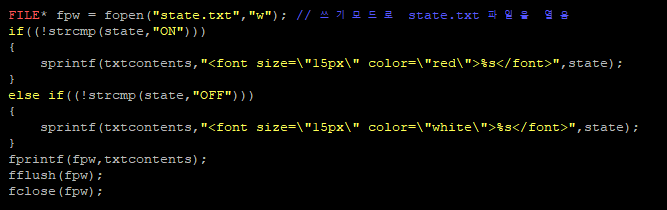 FILE* fpw = fopen("state.txt","w"); // 쓰기모드로 state.txt 파일을 열음
if((!strcmp(state,"ON")))
{
    sprintf(txtcontents,"<font size=\"15px\" color=\"red\">%s</font>",state);
}
else if((!strcmp(state,"OFF")))
{
    sprintf(txtcontents,"<font size=\"15px\" color=\"white\">%s</font>",state);
}
fprintf(fpw,txtcontents);
fflush(fpw);
fclose(fpw);